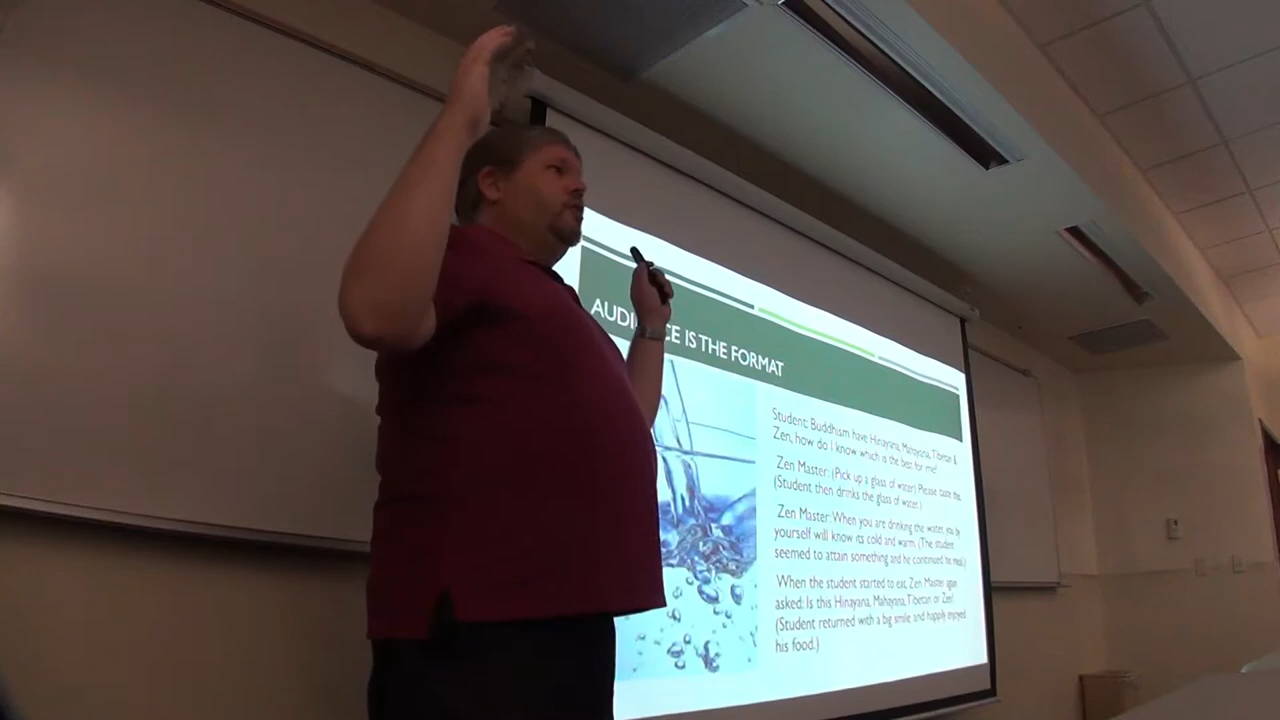 AUDI CE IS THE FORMAT
Student: Buddhism have Hinayana, Mahayana, Tibetan &
Zen, how do I know which is the best for me?
Zen Master: (Pick up a glass of water) Please taste this.
(Student then drinks the glass of water.)
Zen Master: When you are drinking the water, you by
yourself will know its cold and warm. (The student
seemed to attain something and he continued his meal.)
When the student started to eat, Zen Master again
asked: Is this Hinayana, Mahayana, Tibetan or Zen?
(Student returned with a big smile and happily enjoyed
his food.)